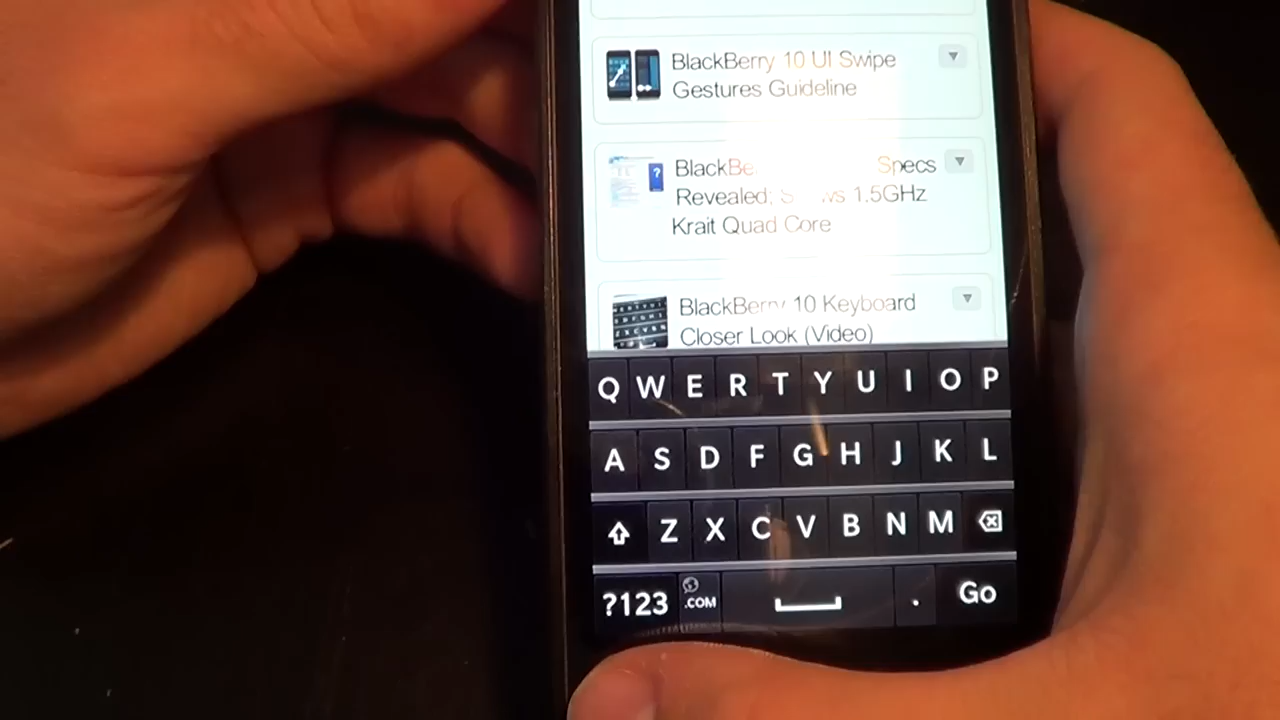 BlackBerry 10 UI Swipe
Gestures Guideline
Specs
Revealed; 1.5GHz
Krait Quad Core
BlackBerry 10 Keyboard
Closer Look (Video)
Q W E R T Y U I O P
A S D F G H J K L
Z X C V B N M
?123 .COM . Go